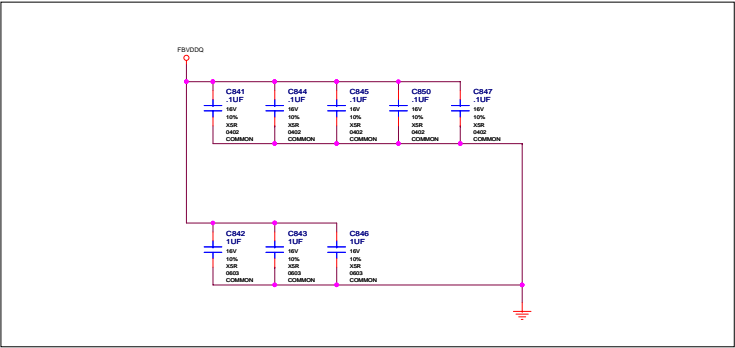 FBVDDQ
C841
.1UF
16V
10%
X5R
0402
COMMON
C844
.1UF
16V
10%
X5R
0402
COMMON
C845
.1UF
16V
10%
X5R
0402
COMMON
C850
.1UF
16V
10%
X5R
0402
COMMON
C847
.1UF
16V
10%
X5R
0402
COMMON
C842
1UF
16V
10%
X5R
0603
COMMON
C843
1UF
16V
10%
X5R
0603
COMMON
C846
1UF
16V
10%
X5R
0603
COMMON